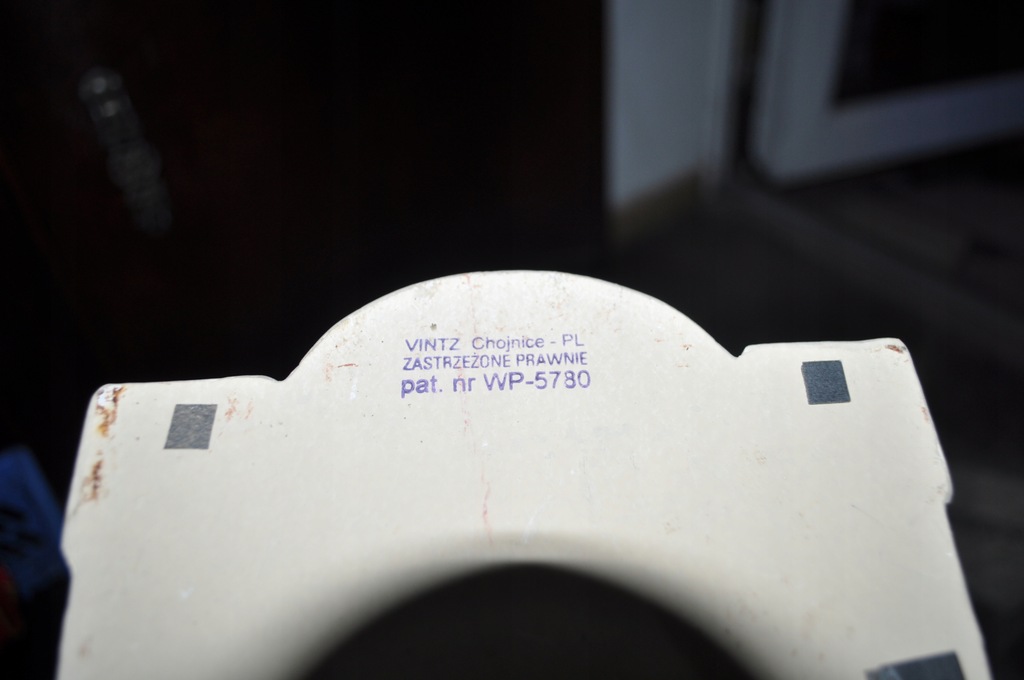 VINTZ Chojnice - PL
ZASTRZEŻONE PRAWNIE
pat. nr WP-5780